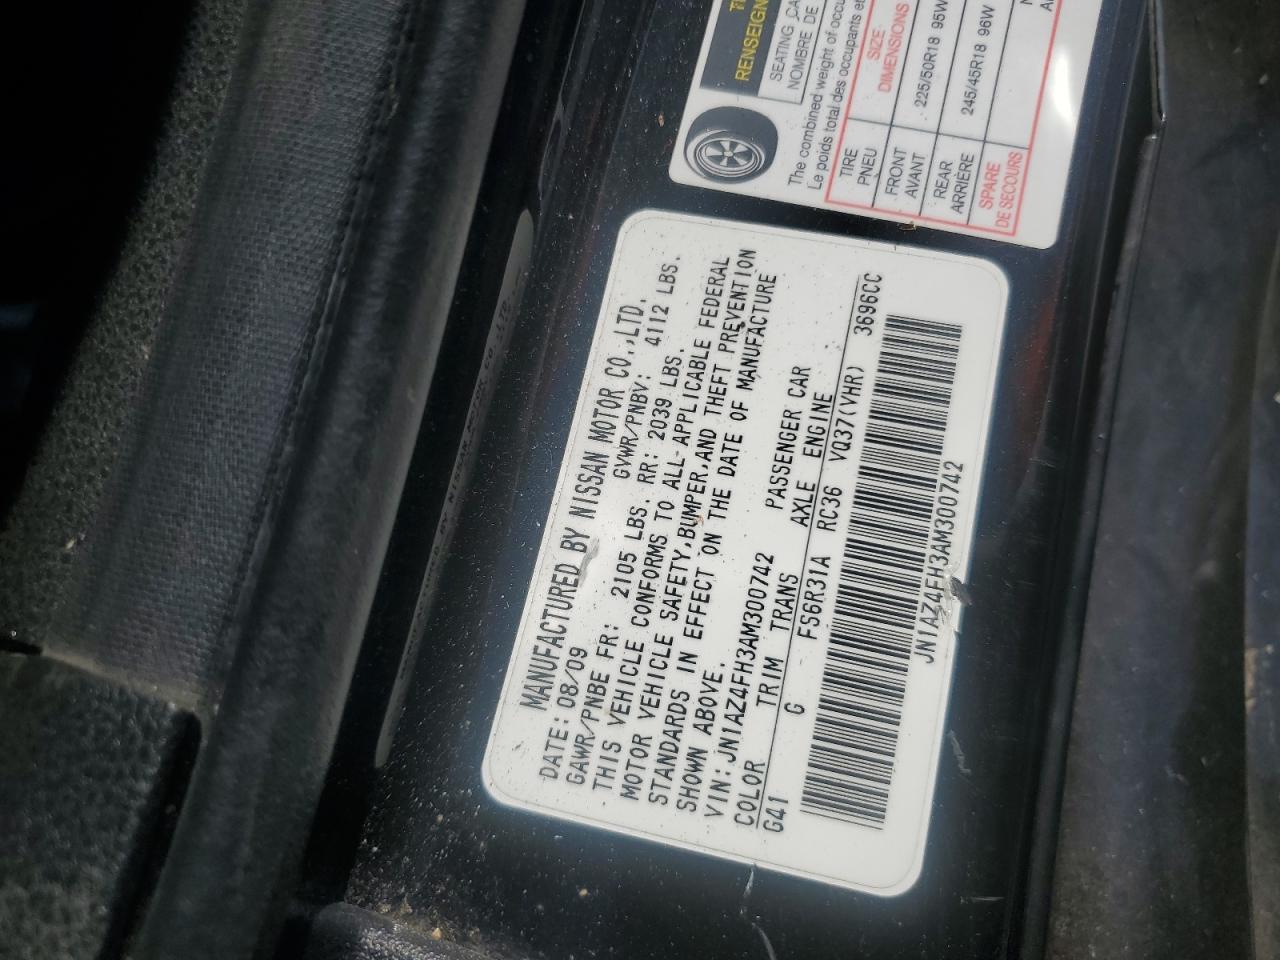 RENSEIGN
SEATING CA
NOMBRE DE
The combined weight of occu
Le poids total des occupants et
TIRE SIZE
PNEU DIMENSIONS
FRONT
AVANT 225/50R18 95W
REAR
ARRIÈRE 245/45R18 96W
SPARE
DE SECOURS
MANUFACTURED BY NISSAN MOTOR CO.,LTD.
DATE: 08/09 GVWR/PNBV: 4112 LBS.
GAWR/PNBE FR: 2105 LBS. RR: 2039 LBS.
THIS VEHICLE CONFORMS TO ALL APPLICABLE FEDERAL
MOTOR VEHICLE SAFETY,BUMPER,AND THEFT PREVENTION
STANDARDS IN EFFECT ON THE DATE OF MANUFACTURE
SHOWN ABOVE.
VIN: JN1AZ4FH3AM300742 PASSENGER CAR
COLOR TRIM TRANS AXLE ENGINE
G41 G FS6R31A RC36 VQ37(VHR) 3696CC
JN1AZ4FH3AM300742